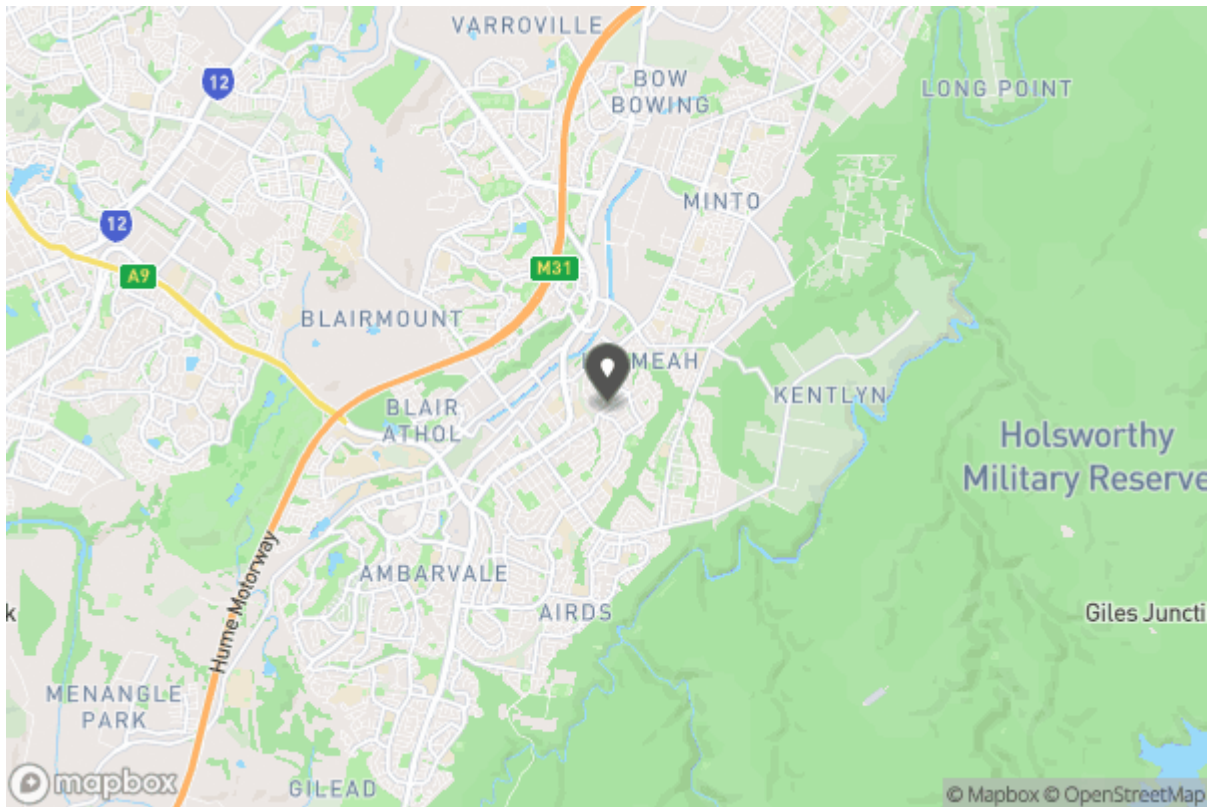 VARROVILLE
12
BOW
BOWING
LONG POINT
MINTO
12
A9
M31
BLAIRMOUNT
MEAH
KENTLYN
BLAIR
ATHOL
Holsworthy
Military Reserve
Hume Motorway
AMBARVALE
AIRDS
k
Giles Juncti
MENANGLE
PARK
GILEAD
mapbox
© Mapbox © OpenStreetMap